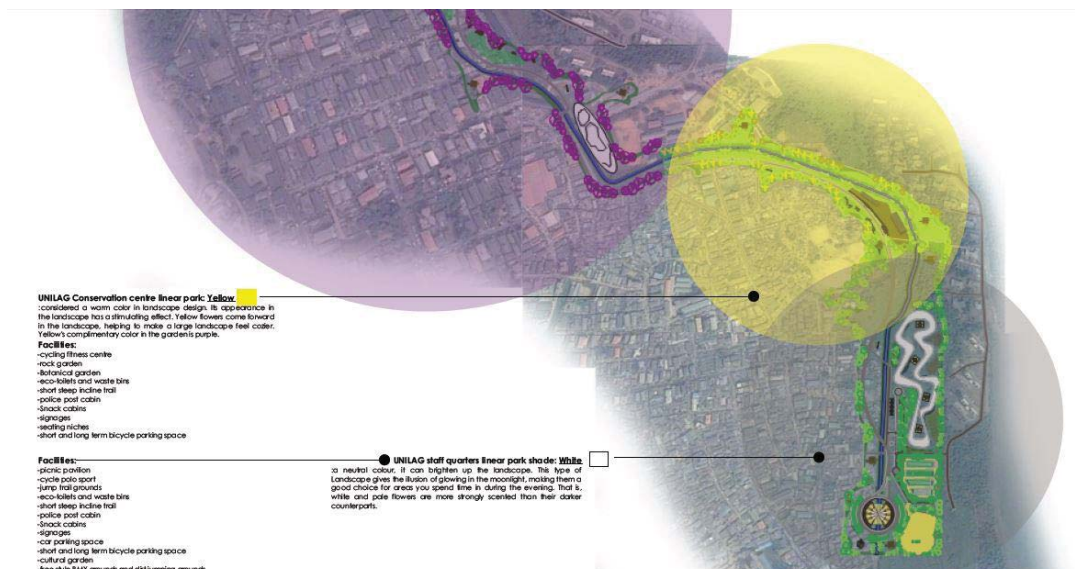 UNILAG Conservation centre linear park: Yellow
:considered a warm color in landscape design. Its appearance in
the landscape has a stimulating effect. Yellow flowers come forward
in the landscape, helping to make a large landscape feel cozier.
Yellow's complimentary color in the garden is purple.
Facilities:
-cycling fitness centre
-rock garden
-Botanical garden
-eco-toilets and waste bins
-short steep incline trail
-police post cabin
-Snack cabins
-signages
-seating niches
-short and long term bicycle parking space
Facilities:
-picnic pavilion
-cycle polo sport
-jump trail grounds
-eco-toilets and waste bins
-short steep incline trail
-police post cabin
-Snack cabins
-signages
-car parking space
-short and long term bicycle parking space
-cultural garden
-free style BMX grounds and dirt jumping grounds
UNILAG staff quarters linear park shade: White
:a neutral colour, it can brighten up the landscape. This type of
Landscape gives the illusion of glowing in the moonlight, making them a
good choice for areas you spend time in during the evening. That is,
white and pale flowers are more strongly scented than their darker
counterparts.